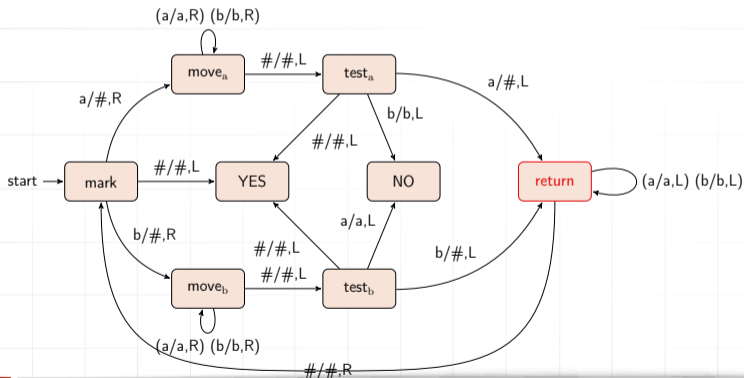 (a/a,R) (b/b,R)
#/#,L
move_a
test_a
a/#,L
a/#,R
b/b,L
#/#,L
#/#,L
start
mark
YES
NO
return
(a/a,L) (b/b,L)
a/a,L
b/#,R
#/#,L
b/#,L
#/#,L
move_b
test_b
(a/a,R) (b/b,R)
#/#,R